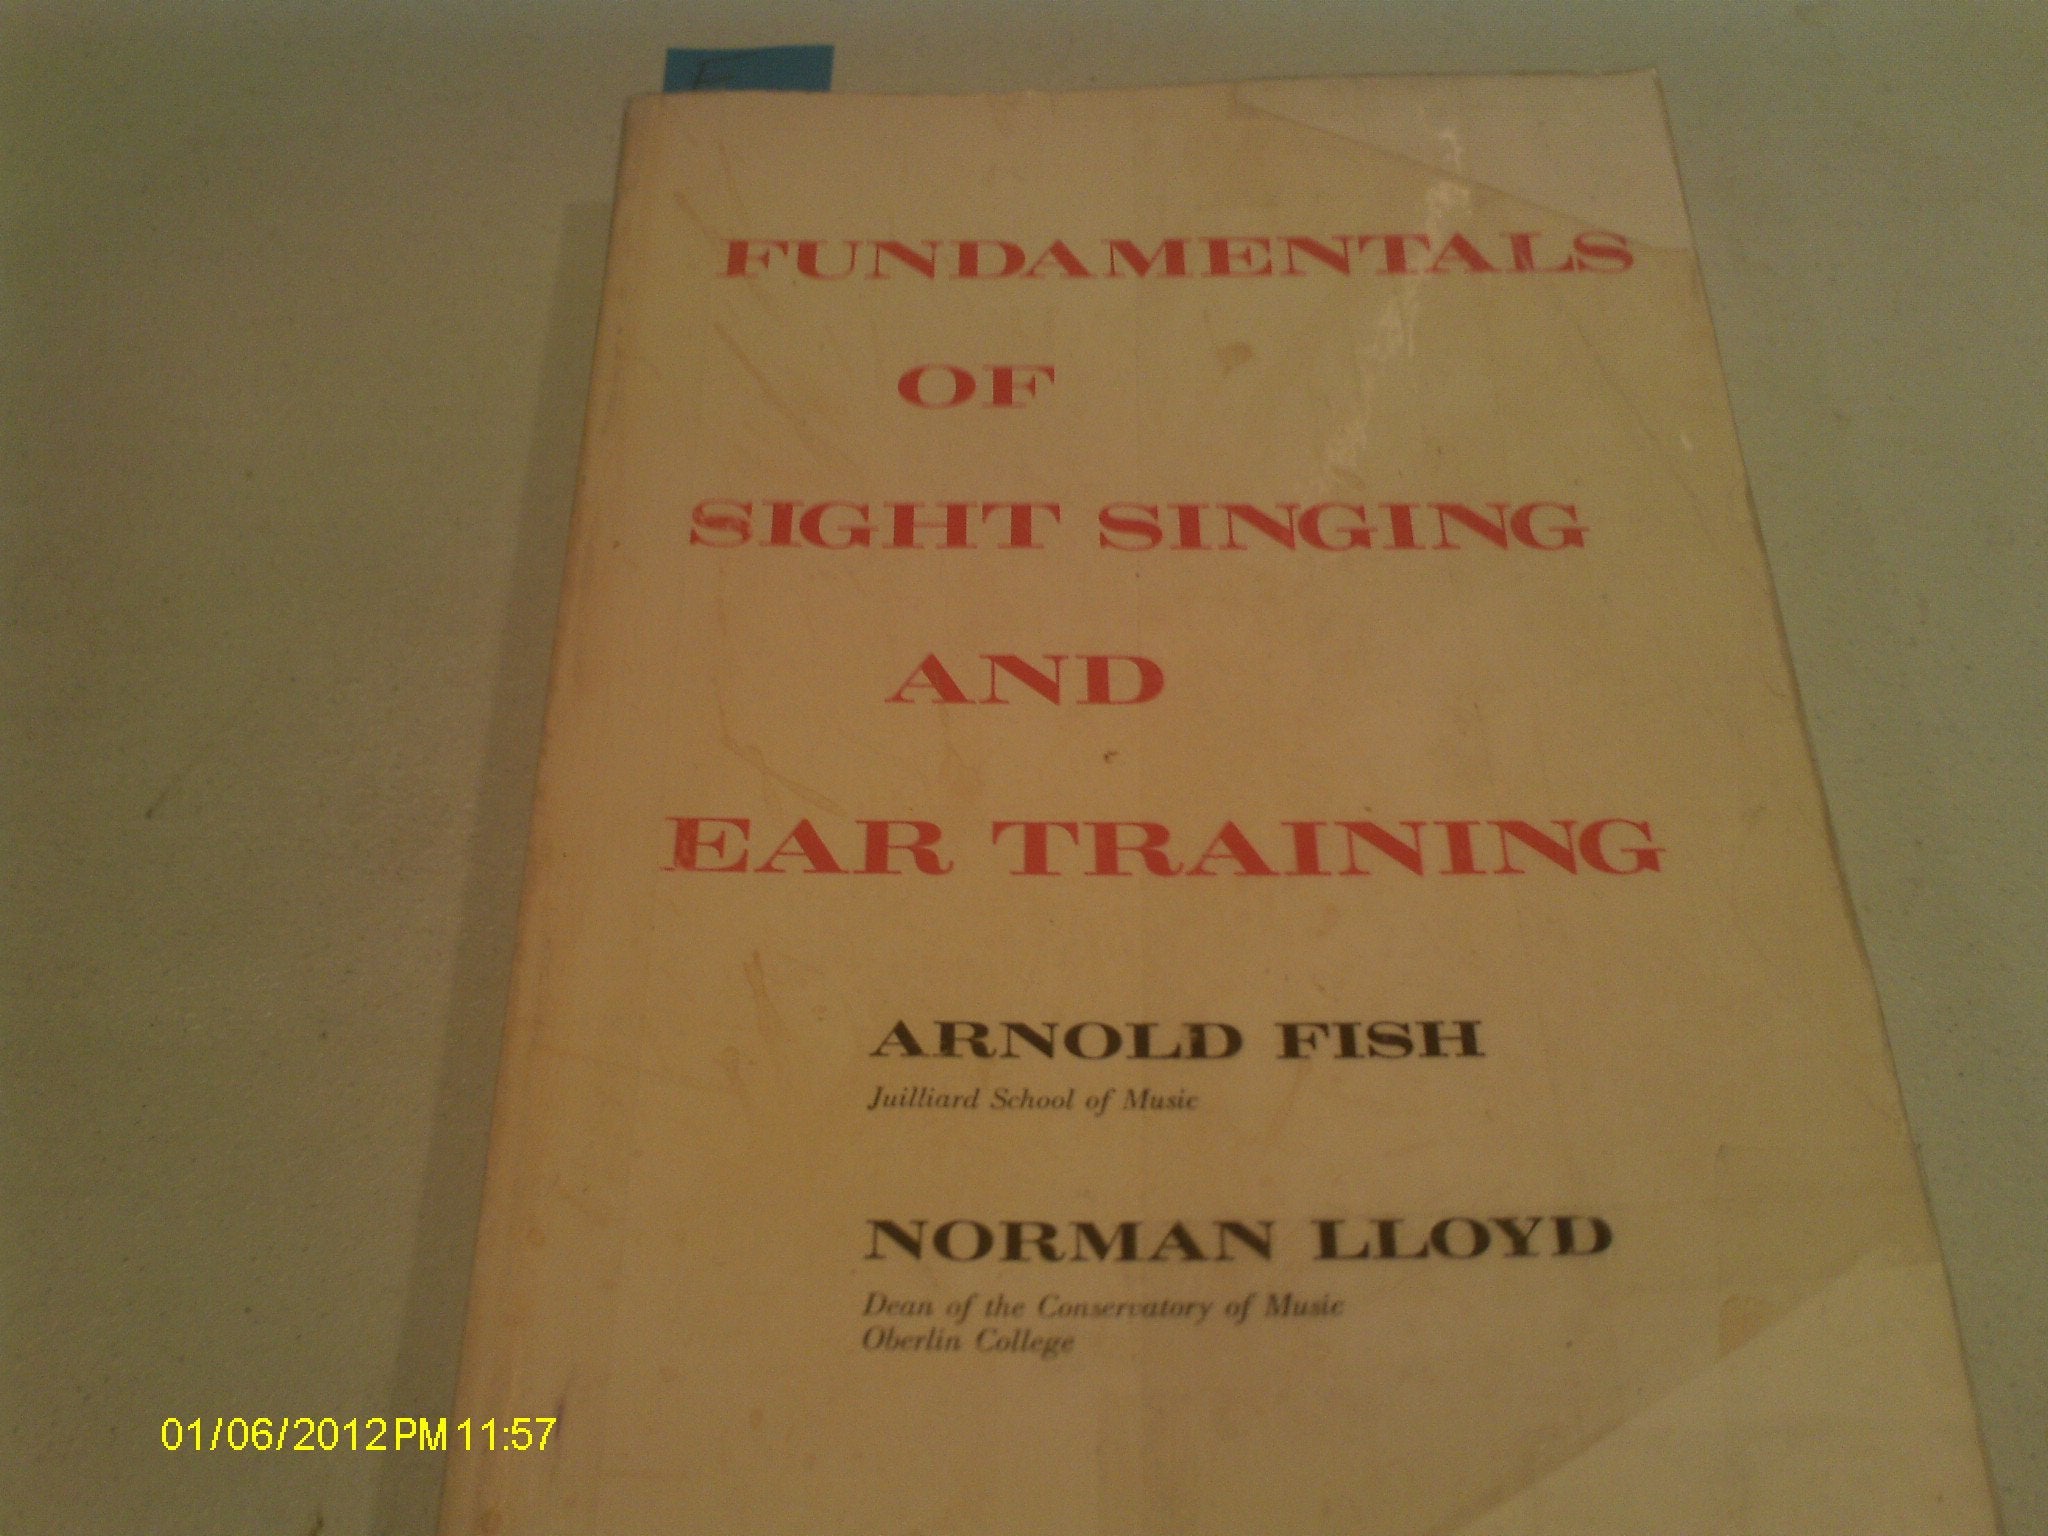 F
FUNDAMENTALS
OF
SIGHT SINGING
AND
EAR TRAINING
ARNOLD FISH
Juilliard School of Music
NORMAN LLOYD
Dean of the Conservatory of Music
Oberlin College
01/06/2012 PM 11:57